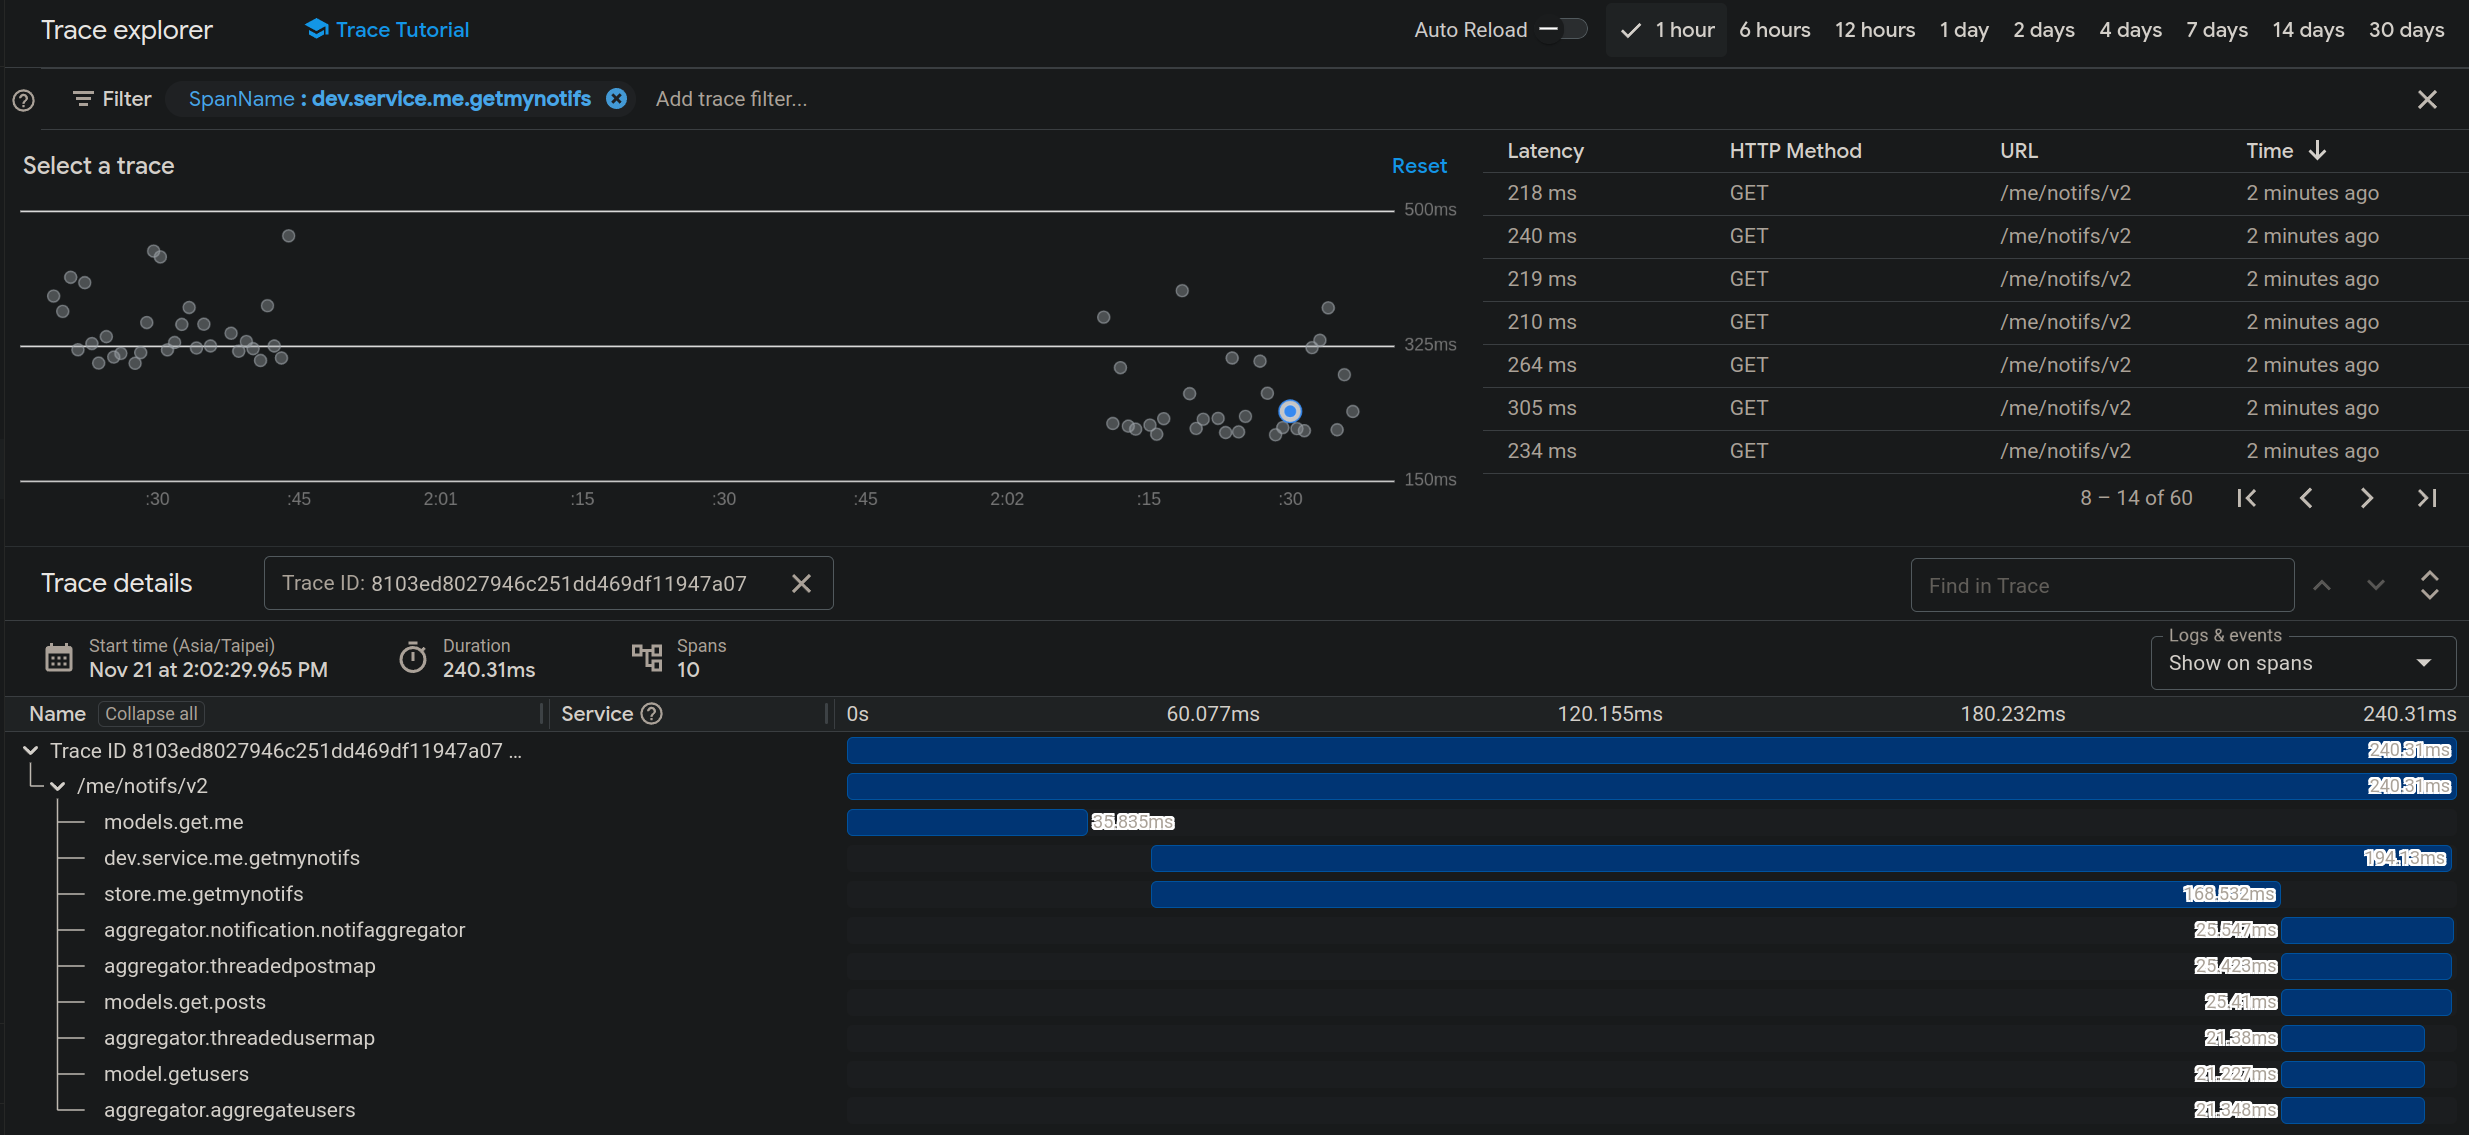 Trace explorer
Trace Tutorial
Auto Reload
1 hour
6 hours
12 hours
1 day
2 days
4 days
7 days
14 days
30 days
Filter
SpanName : dev.service.me.getmynotifs
Add trace filter...
Select a trace
Reset
500ms
325ms
150ms
:30
:45
2:01
:15
:30
:45
2:02
:15
:30
Latency HTTP Method URL Time
218 ms GET /me/notifs/v2 2 minutes ago
240 ms GET /me/notifs/v2 2 minutes ago
219 ms GET /me/notifs/v2 2 minutes ago
210 ms GET /me/notifs/v2 2 minutes ago
264 ms GET /me/notifs/v2 2 minutes ago
305 ms GET /me/notifs/v2 2 minutes ago
234 ms GET /me/notifs/v2 2 minutes ago
8 – 14 of 60
Trace details
Trace ID: 8103ed8027946c251dd469df11947a07
Find in Trace
Start time (Asia/Taipei)
Nov 21 at 2:02:29.965 PM
Duration
240.31ms
Spans
10
Logs & events
Show on spans
Name Collapse all Service 0s 60.077ms 120.155ms 180.232ms 240.31ms
Trace ID 8103ed8027946c251dd469df11947a07 ... 240.31ms
/me/notifs/v2 240.31ms
models.get.me 35.835ms
dev.service.me.getmynotifs 194.13ms
store.me.getmynotifs 168.532ms
aggregator.notification.notifaggregator 25.547ms
aggregator.threadedpostmap 25.423ms
models.get.posts 25.41ms
aggregator.threadedusermap 21.38ms
model.getusers 21.227ms
aggregator.aggregateusers 21.348ms